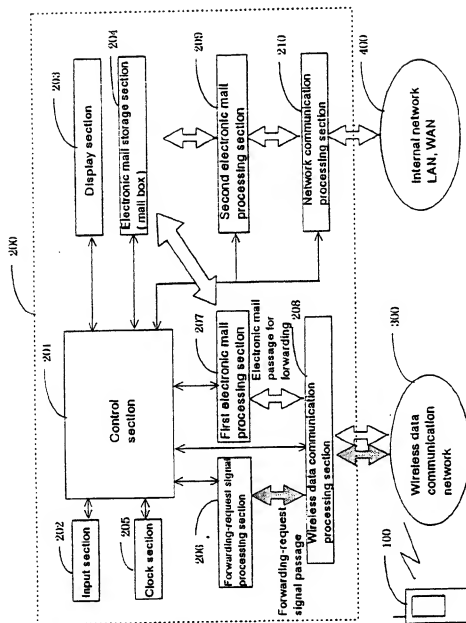 200
201
Control
section
202
Input section
205
Clock section
203
Display section
204
Electronic mail storage section
( mail box )
209
Second electronic mail
processing section
210
Network communication
processing section
400
Internal network
LAN, WAN
207
First electronic mail
processing section
Electronic mail
passage for
forwarding
208
Wireless data communication
processing section
206
Forwarding-request signal
processing section
Forwarding-request
signal passage
300
Wireless data
communication
network
100